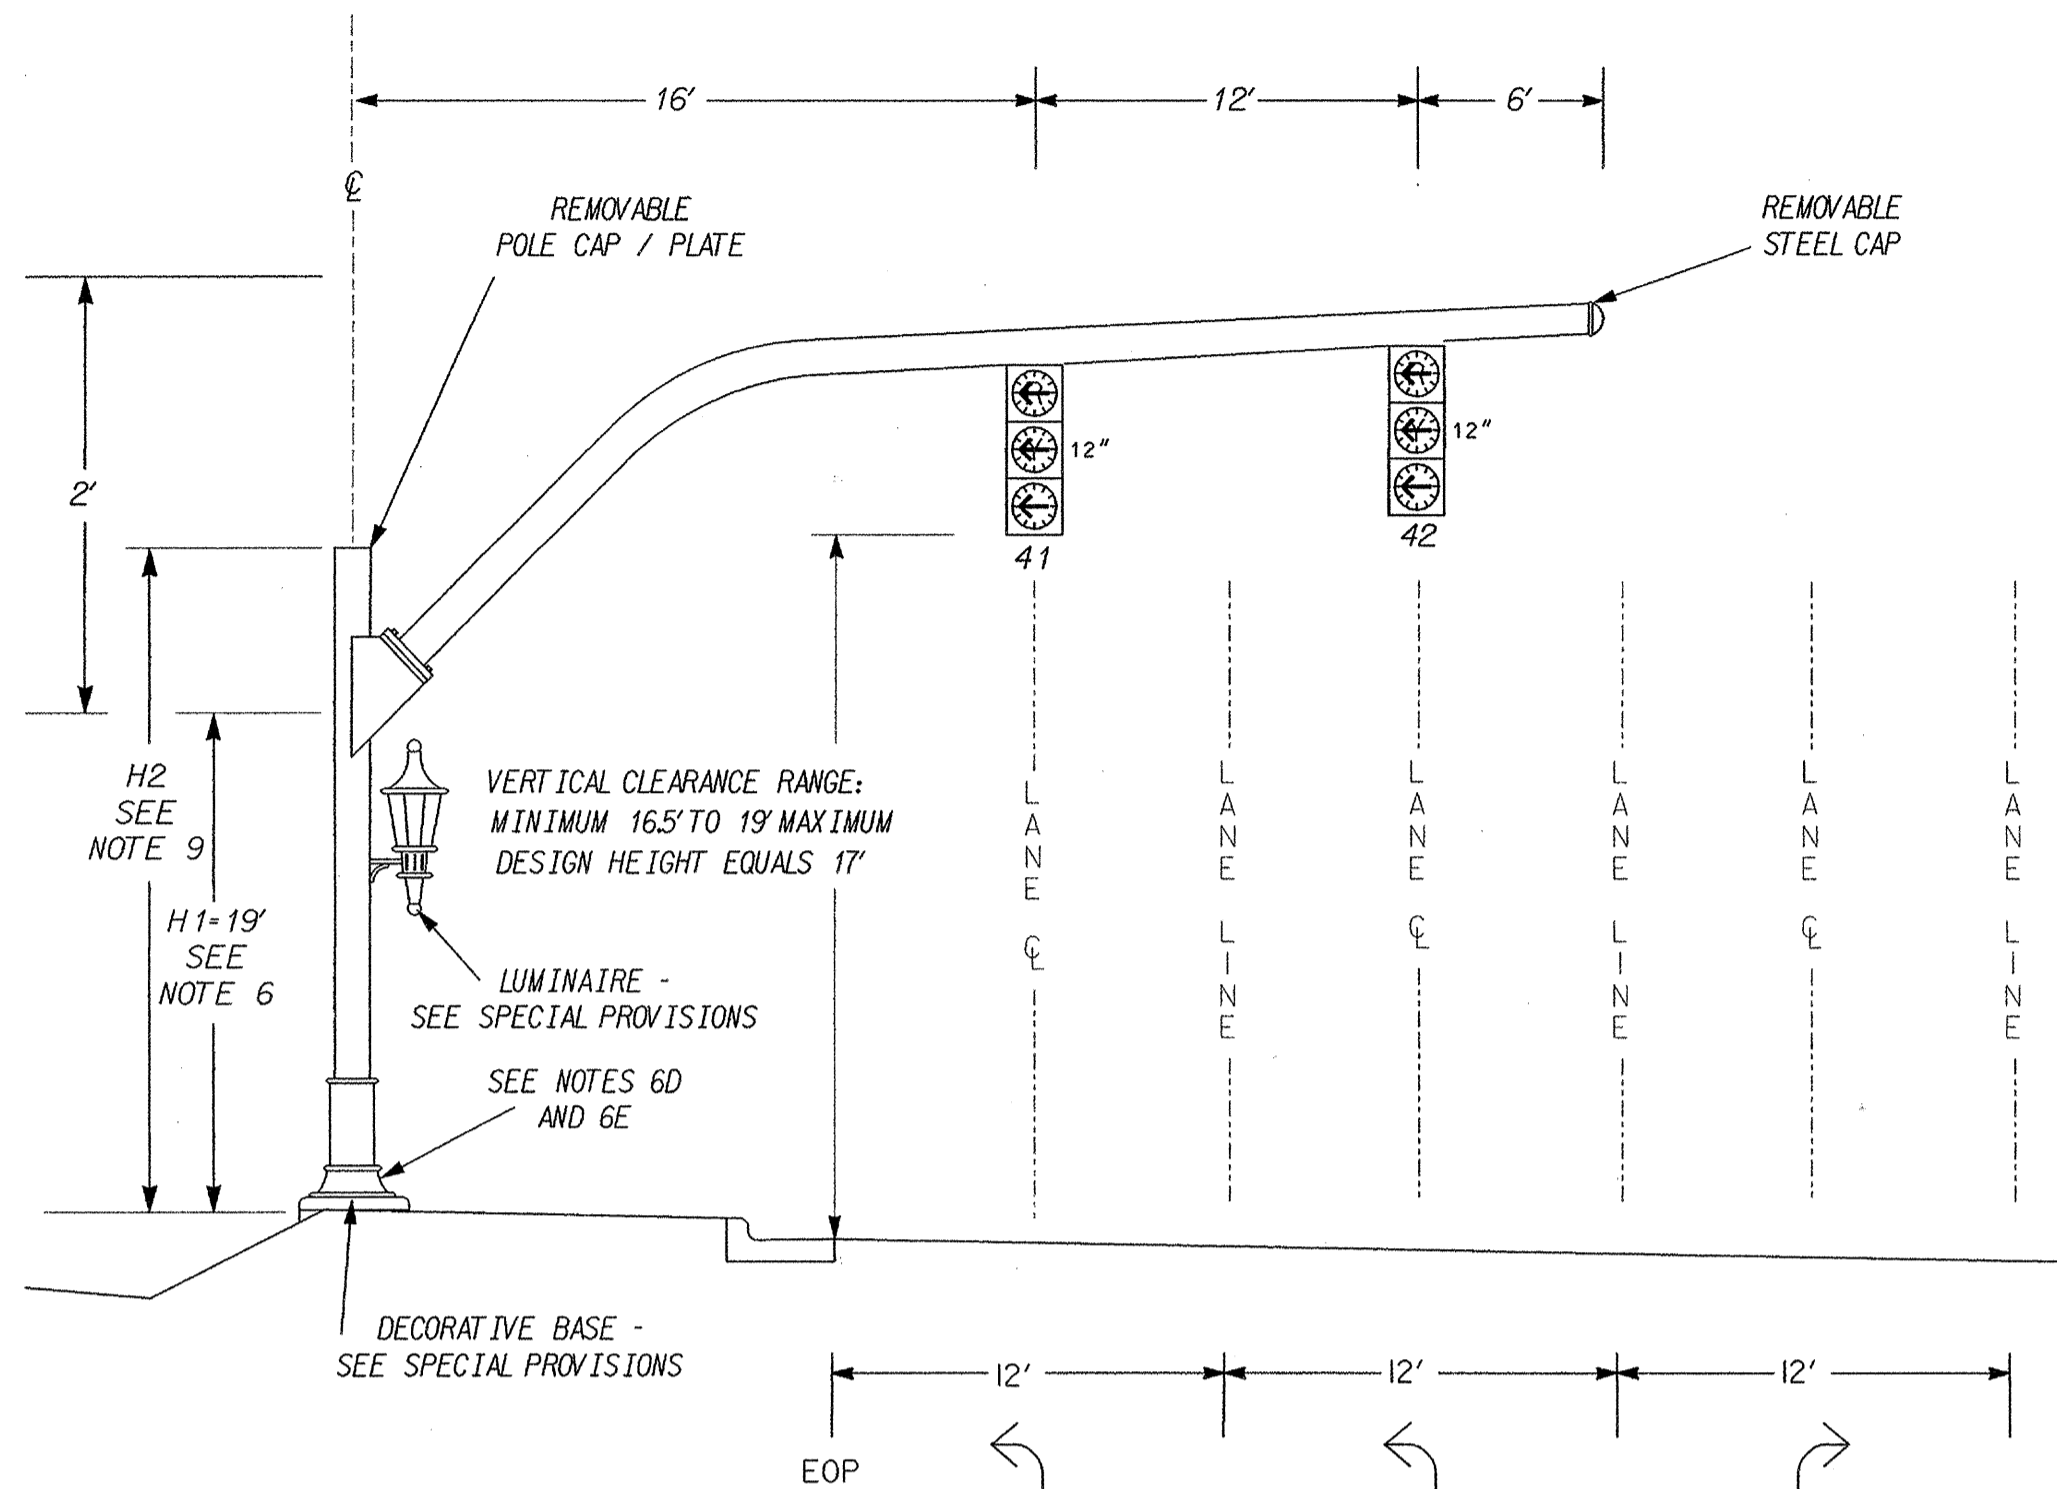 16' 12' 6'
℄
REMOVABLE
POLE CAP / PLATE
REMOVABLE
STEEL CAP
2'
R R
Y 12" Y 12"
41 42
H2
SEE
NOTE 9
H1=19'
SEE
NOTE 6
VERTICAL CLEARANCE RANGE:
MINIMUM 16.5' TO 19' MAXIMUM
DESIGN HEIGHT EQUALS 17'
LUMINAIRE -
SEE SPECIAL PROVISIONS
SEE NOTES 6D
AND 6E
LANE ℄
LANE LINE
LANE ℄
LANE LINE
LANE ℄
LANE LINE
DECORATIVE BASE -
SEE SPECIAL PROVISIONS
12' 12' 12'
EOP